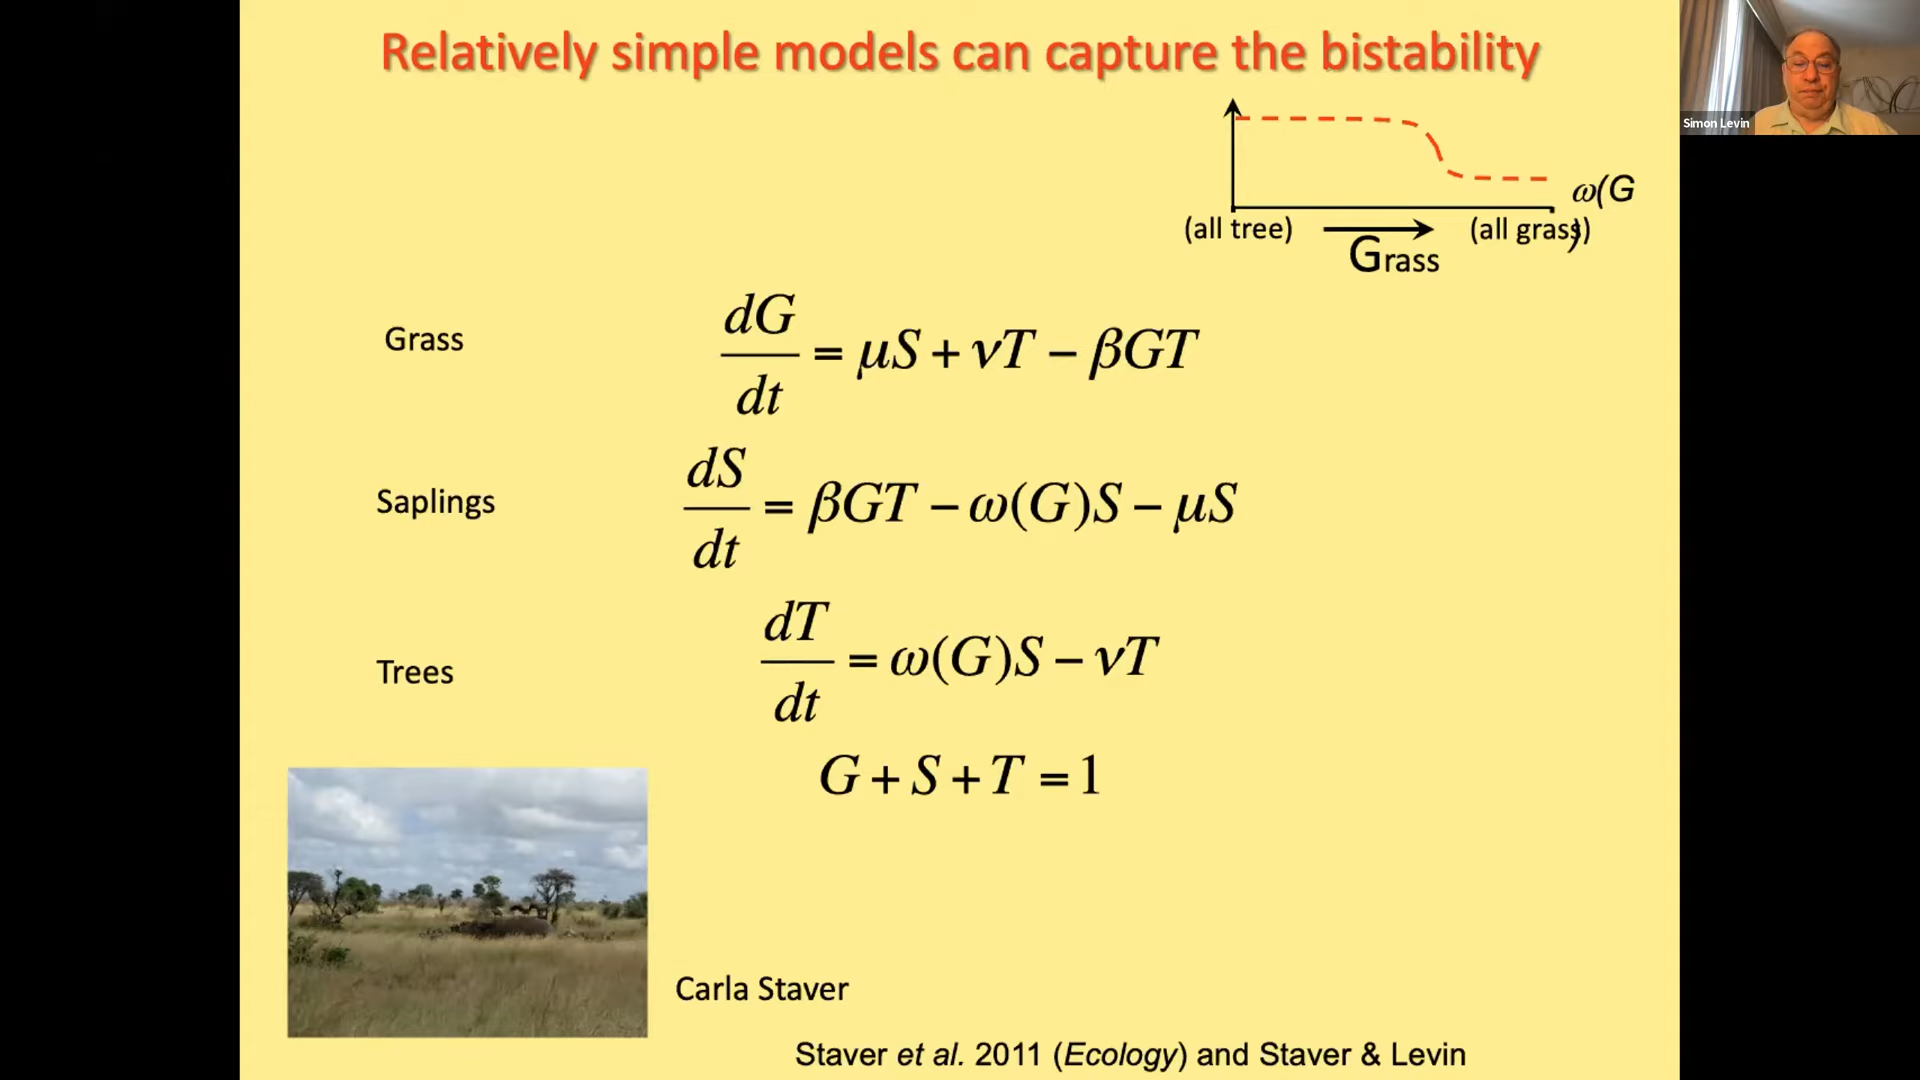 Relatively simple models can capture the bistability
Simon Levin
ω(G
)
(all tree)
(all grass)
Grass
Grass
dG/dt = μS + νT − βGT
Saplings
dS/dt = βGT − ω(G)S − μS
Trees
dT/dt = ω(G)S − νT
G + S + T = 1
Carla Staver
Staver et al. 2011 (Ecology) and Staver & Levin